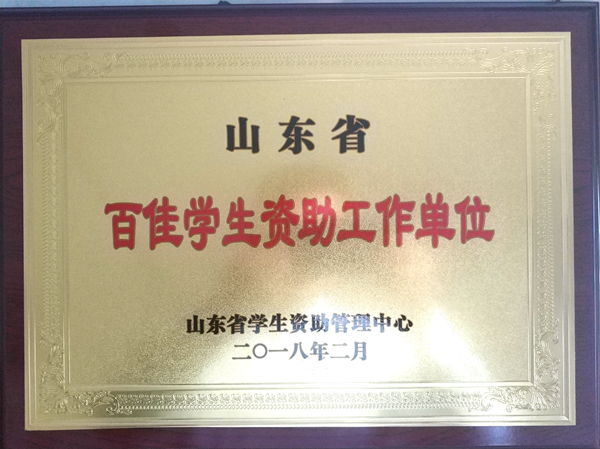 山东省
百佳学生资助工作单位
山东省学生资助管理中心
二〇一八年二月